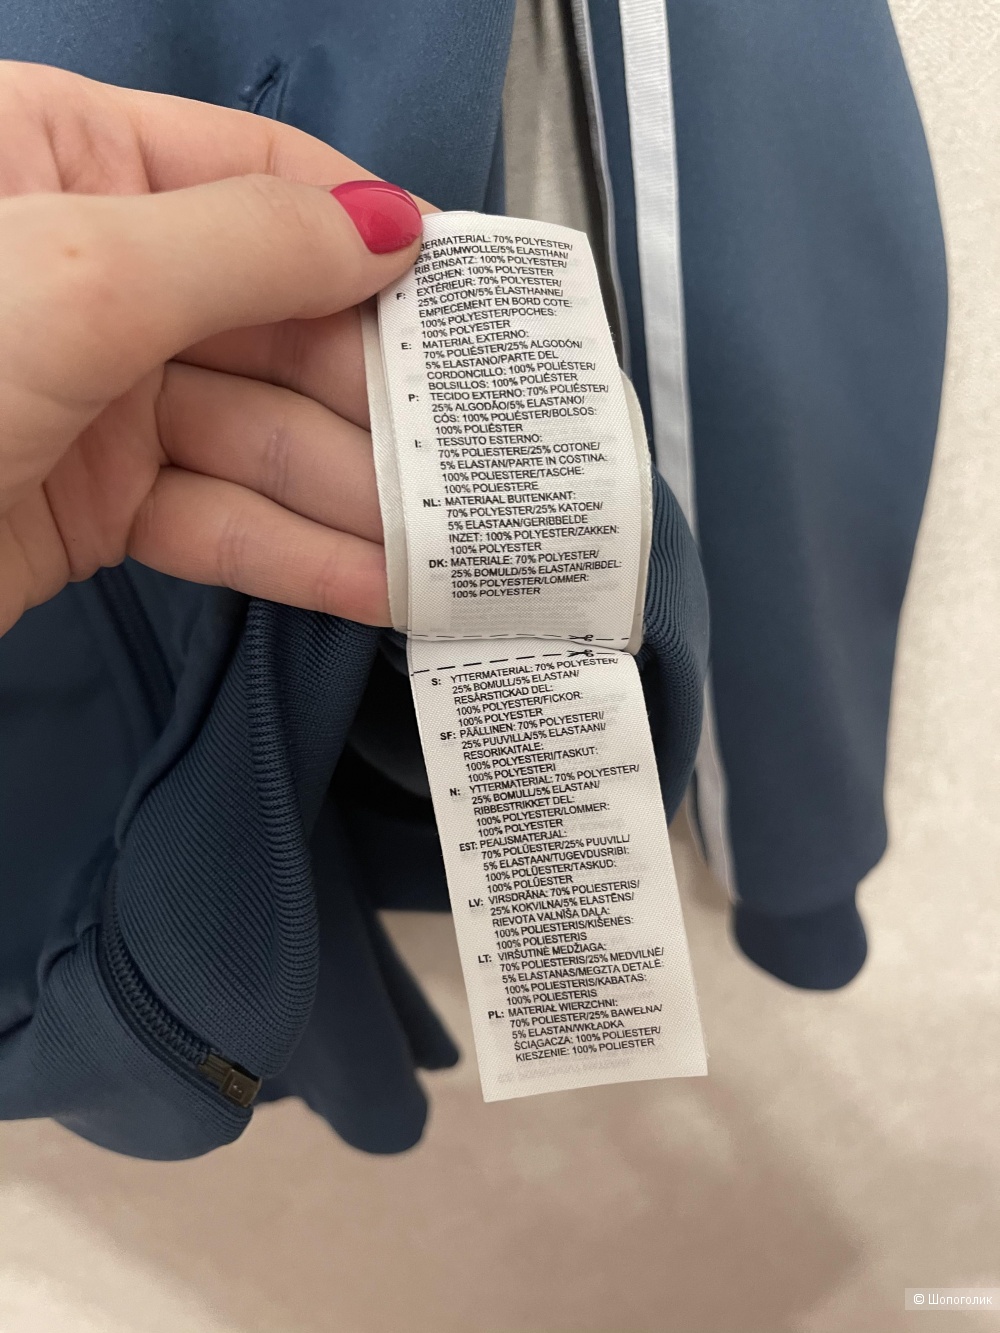 BERMATERIAL: 70% POLYESTER/
5% BAUMWOLLE/5% ELASTHAN/
RIB EINSATZ: 100% POLYESTER/
TASCHEN: 100% POLYESTER
F: EXTÉRIEUR: 70% POLYESTER/
25% COTON/5% ÉLASTHANNE/
EMPIECEMENT EN BORD COTE:
100% POLYESTER/POCHES:
100% POLYESTER
E: MATERIAL EXTERNO:
70% POLIÉSTER/25% ALGODÓN/
5% ELASTANO/PARTE DEL
CORDONCILLO: 100% POLIÉSTER/
BOLSILLOS: 100% POLIÉSTER
P: TECIDO EXTERNO: 70% POLIÉSTER/
25% ALGODÃO/5% ELASTANO/
CÓS: 100% POLIÉSTER/BOLSOS:
100% POLIÉSTER
I: TESSUTO ESTERNO:
70% POLIESTERE/25% COTONE/
5% ELASTAN/PARTE IN COSTINA:
100% POLIESTERE/TASCHE:
100% POLIESTERE
NL: MATERIAAL BUITENKANT:
70% POLYESTER/25% KATOEN/
5% ELASTAAN/GERIBBELDE
INZET: 100% POLYESTER/ZAKKEN:
100% POLYESTER
DK: MATERIALE: 70% POLYESTER/
25% BOMULD/5% ELASTAN/RIBDEL:
100% POLYESTER/LOMMER:
100% POLYESTER
S: YTTERMATERIAL: 70% POLYESTER/
25% BOMULL/5% ELASTAN/
RESÅRSTICKAD DEL:
100% POLYESTER/FICKOR:
100% POLYESTER
SF: PÄÄLLINEN: 70% POLYESTERI/
25% PUUVILLA/5% ELASTAANI/
RESORIKAITALE:
100% POLYESTERI/TASKUT:
100% POLYESTERI
N: YTTERMATERIAL: 70% POLYESTER/
25% BOMULL/5% ELASTAN/
RIBBESTRIKKET DEL:
100% POLYESTER/LOMMER:
100% POLYESTER
EST: PEALISMATERJAL:
70% POLÜESTER/25% PUUVILL/
5% ELASTAAN/TUGEVDUSRIBI:
100% POLÜESTER/TASKUD:
100% POLÜESTER
LV: VIRSDRĀNA: 70% POLIESTERIS/
25% KOKVILNA/5% ELASTĒNS/
RIEVOTA VALNĪŠA DAĻA:
100% POLIESTERIS/KIŠENĒS:
100% POLIESTERIS
LT: VIRŠUTINĖ MEDŽIAGA:
70% POLIESTERIS/25% MEDVILNĖ/
5% ELASTANAS/MEGZTA DETALĖ:
100% POLIESTERIS/KABATAS:
100% POLIESTERIS
PL: MATERIAŁ WIERZCHNI:
70% POLIESTER/25% BAWEŁNA/
5% ELASTAN/WKŁADKA
ŚCIĄGACZA: 100% POLIESTER/
KIESZENIE: 100% POLIESTER
© Шопоголик